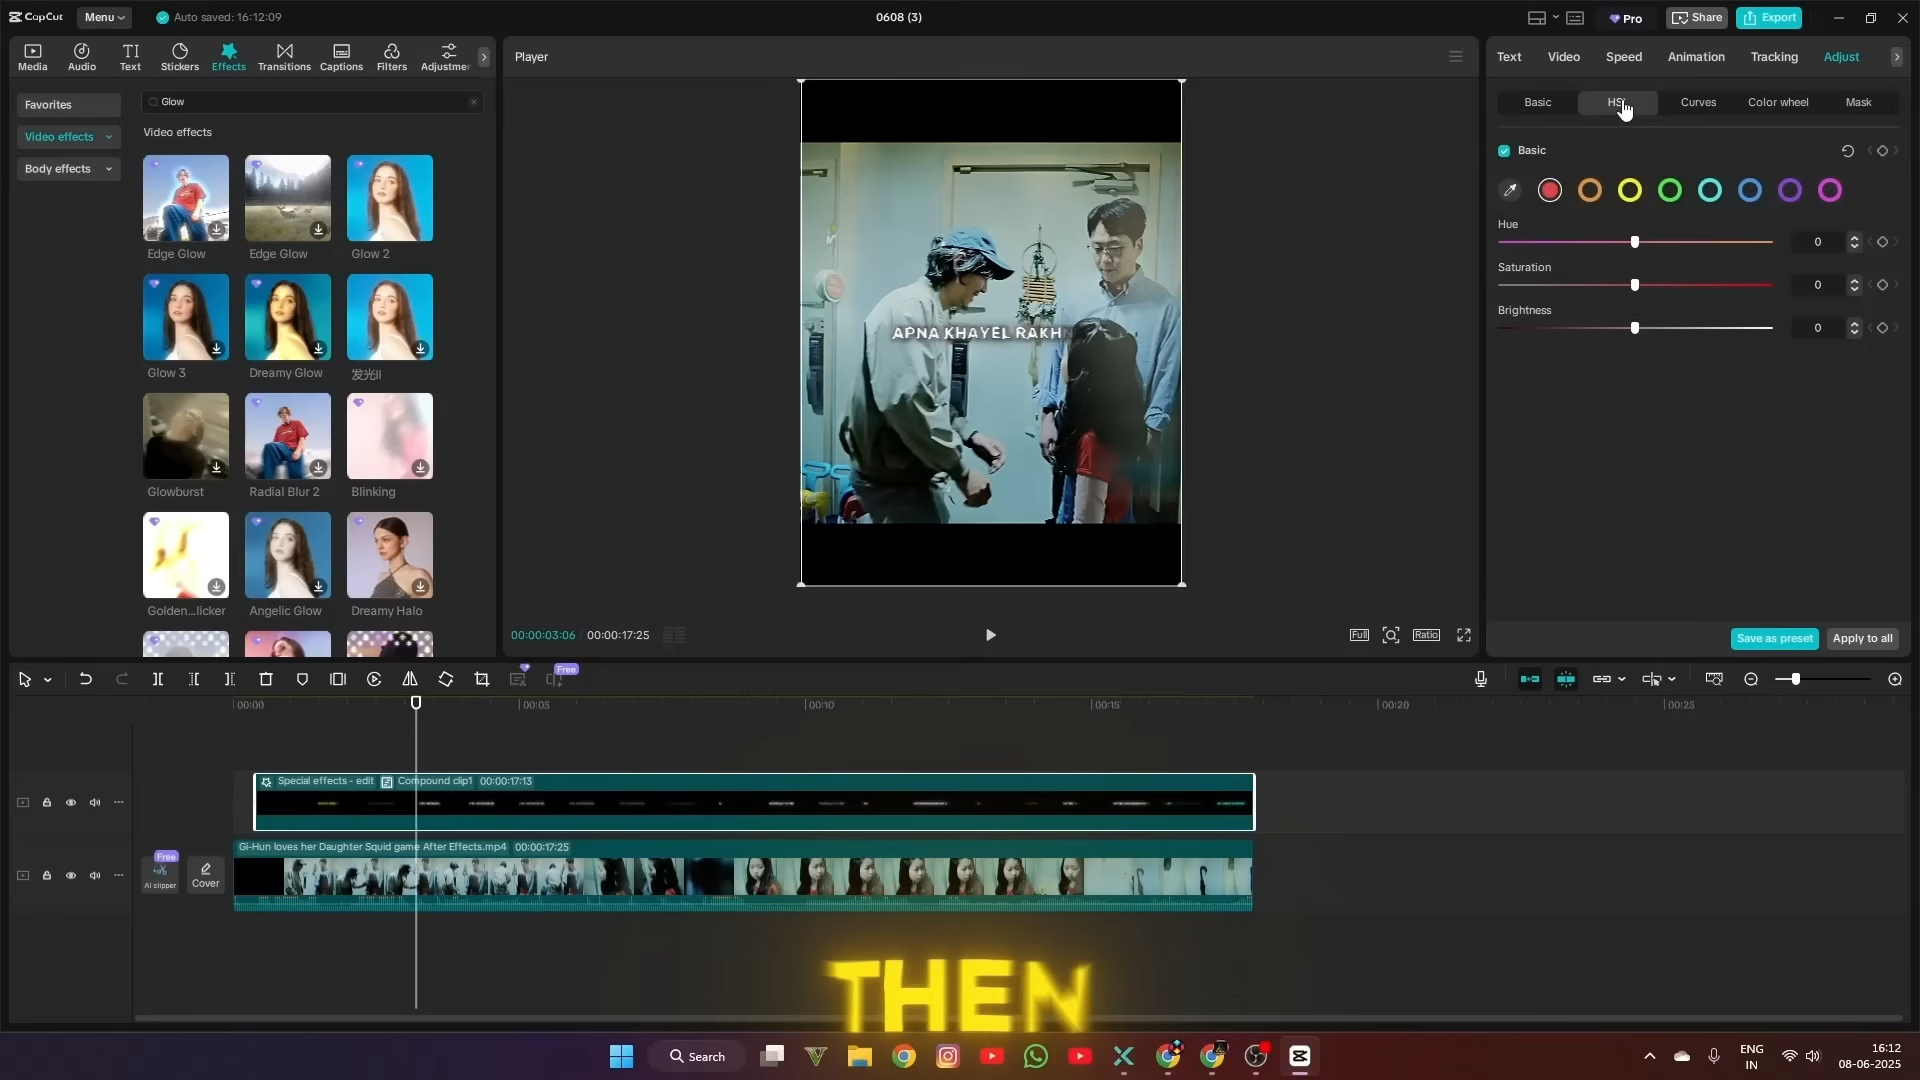 CapCut
Menu
Auto saved: 16:12:09
0608 (3)
Pro
Share
Export
Media
Audio
Text
Stickers
Effects
Transitions
Captions
Filters
Adjustmen
Favorites
Video effects
Body effects
Glow
Video effects
Edge Glow
Edge Glow
Glow 2
Glow 3
Dreamy Glow
发光II
Glowburst
Radial Blur 2
Blinking
Golden...licker
Angelic Glow
Dreamy Halo
Player
APNA KHAYEL RAKHN
00:00:03:06 / 00:00:17:25
Full
Ratio
Text
Video
Speed
Animation
Tracking
Adjust
Basic
HSL
Curves
Color wheel
Mask
Basic
Hue
0
Saturation
0
Brightness
0
Save as preset
Apply to all
Free
00:00
00:05
00:10
00:15
00:20
00:25
Special effects - edit
Compound clip1
00:00:17:13
Gi-Hun loves her Daughter Squid game After Effects.mp4
00:00:17:25
Free
AI clipper
Cover
THEN
Search
ENG
IN
16:12
08-06-2025